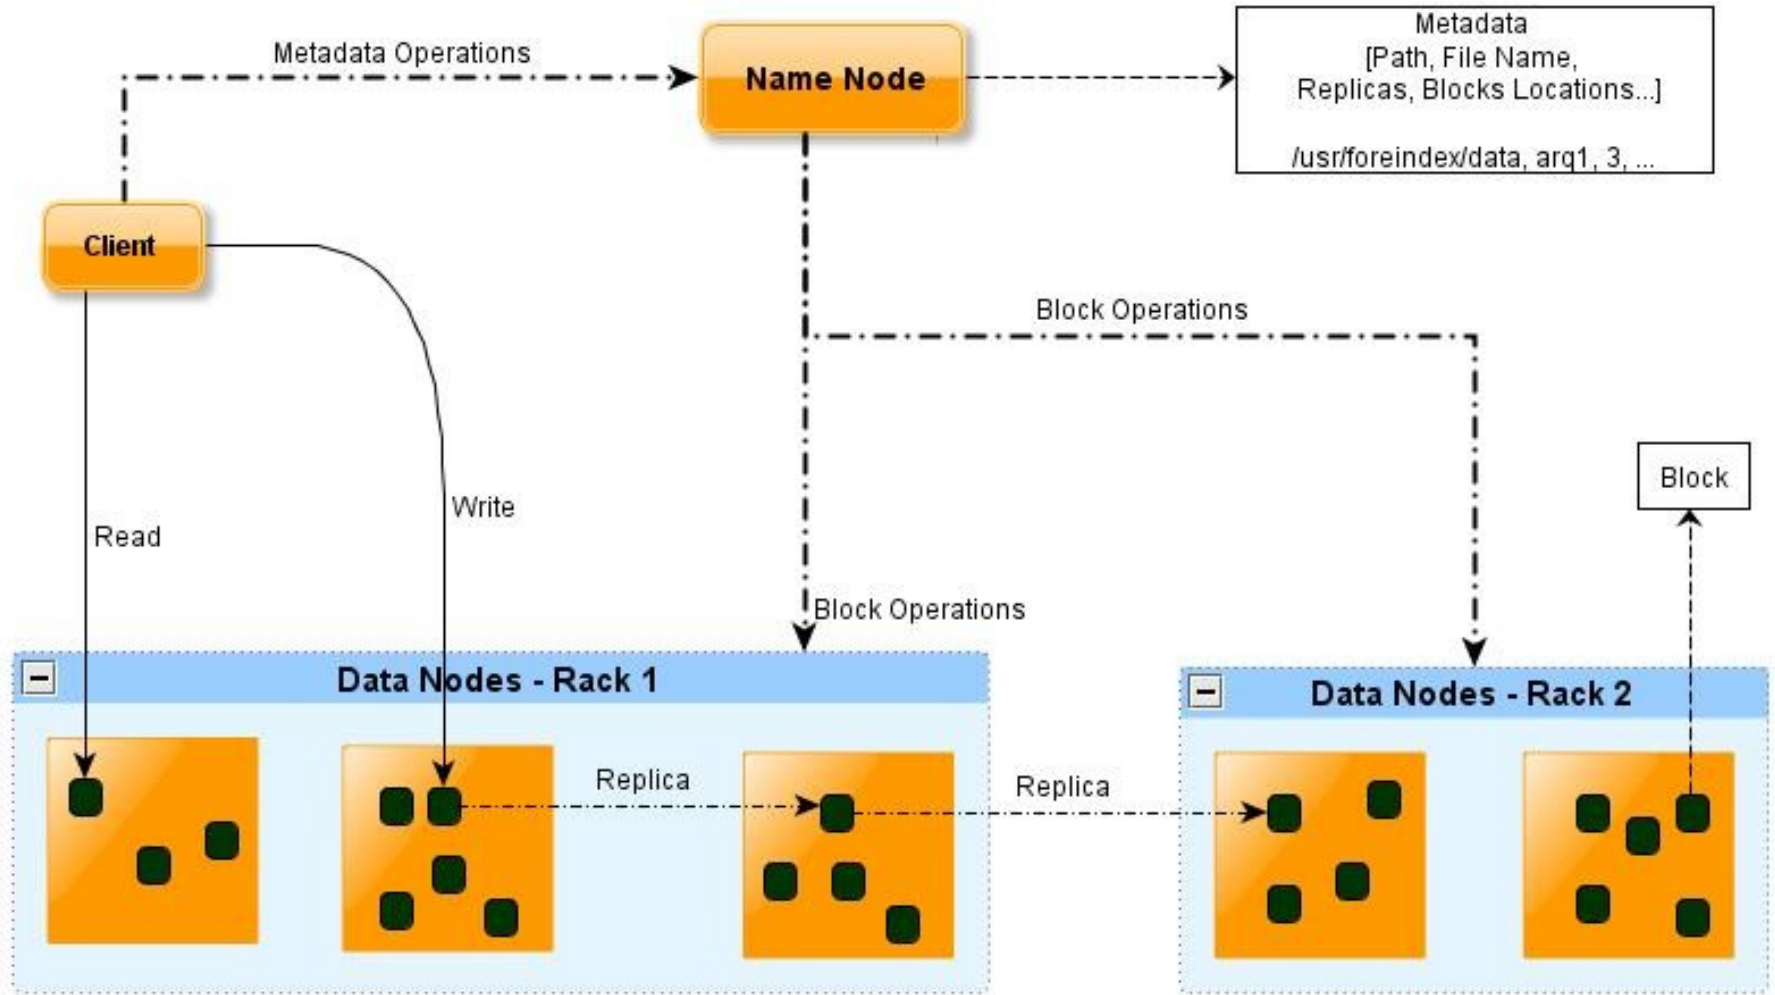 Metadata Operations
Name Node
Metadata
[Path, File Name,
Replicas, Blocks Locations...]
/usr/foreindex/data, arq1, 3, ...
Client
Block Operations
Block
Write
Read
Block Operations
Data Nodes - Rack 1
Data Nodes - Rack 2
Replica
Replica